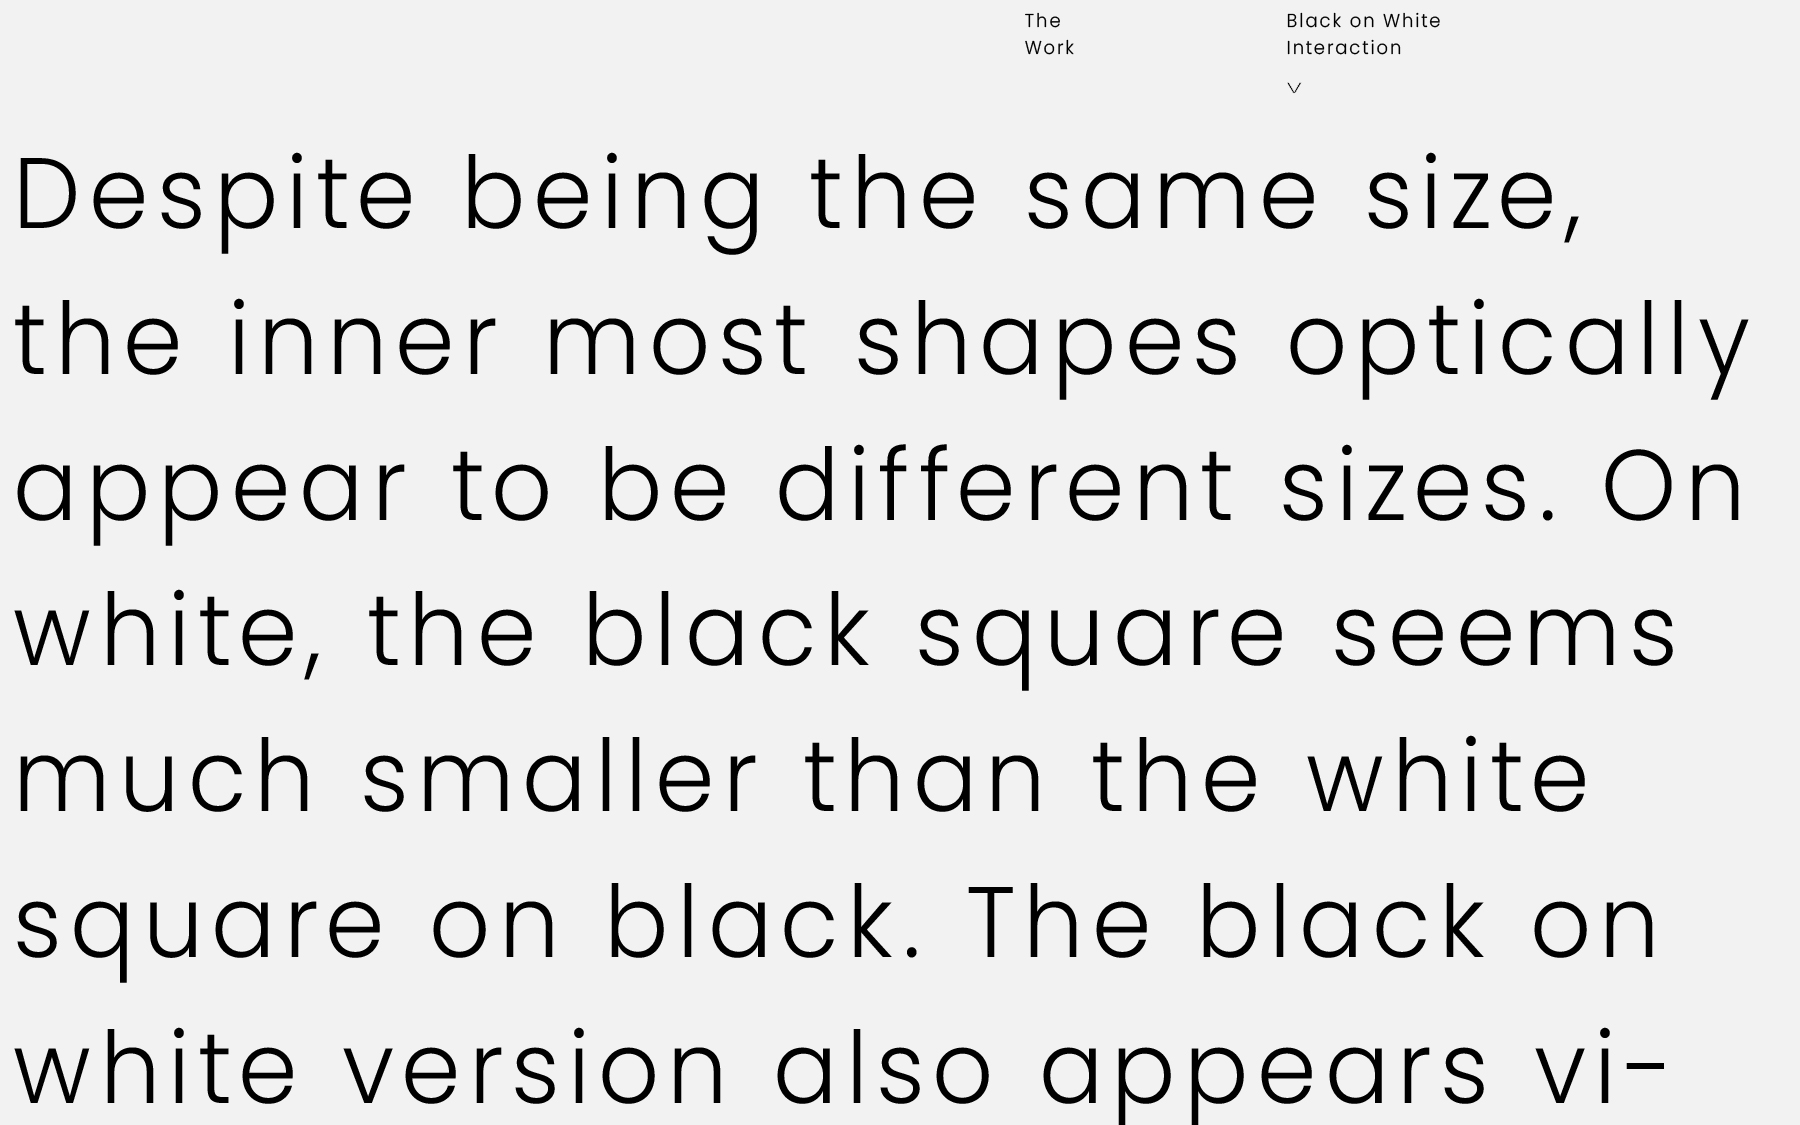 The
Work
Black on White
Interaction
Despite being the same size,
the inner most shapes optically
appear to be different sizes. On
white, the black square seems
much smaller than the white
square on black. The black on
white version also appears vi-